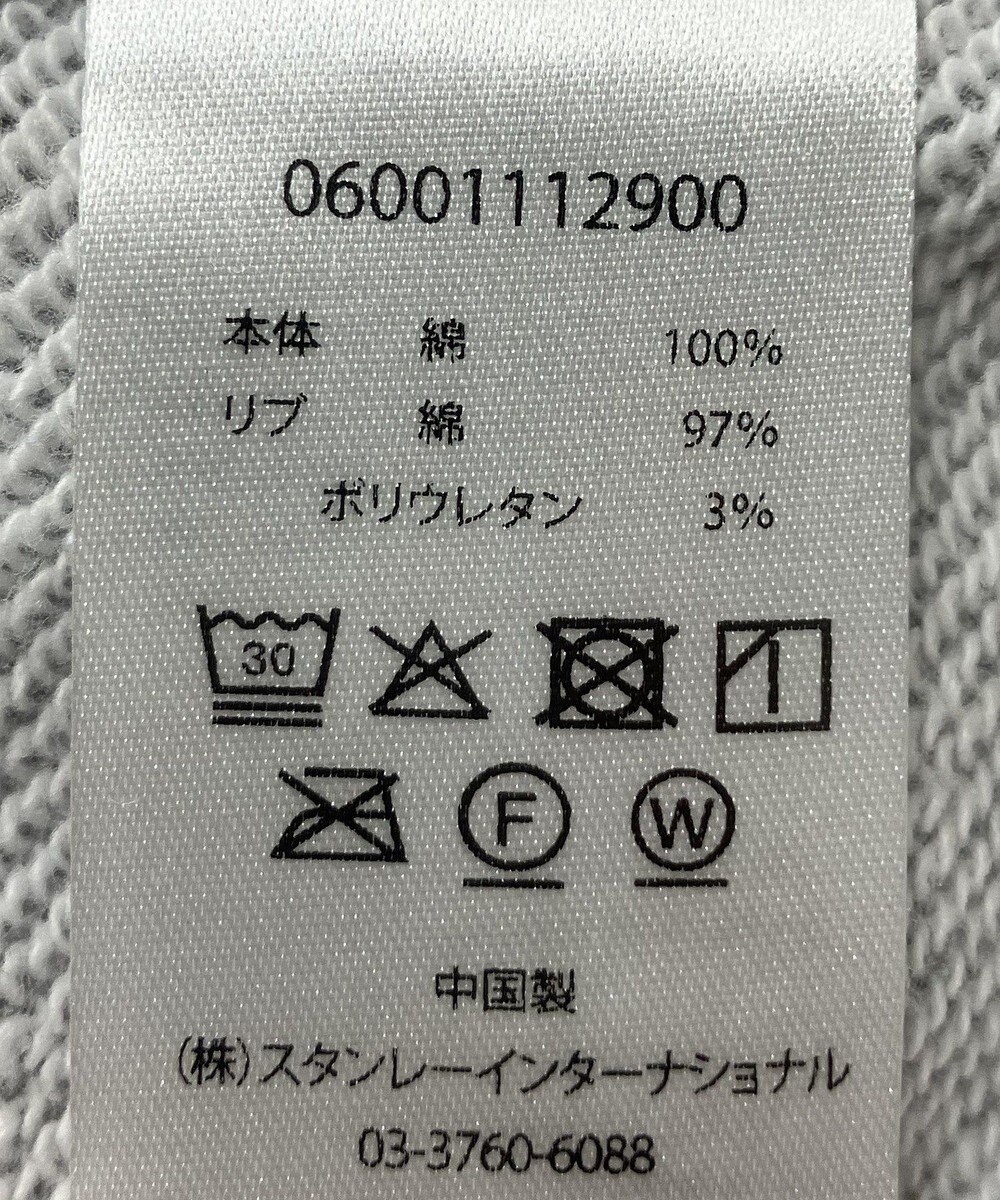 06001112900
本体 綿 100%
リブ 綿 97%
ポリウレタン 3%
30
F W
中国製
(株)スタンレーインターナショナル
03-3760-6088